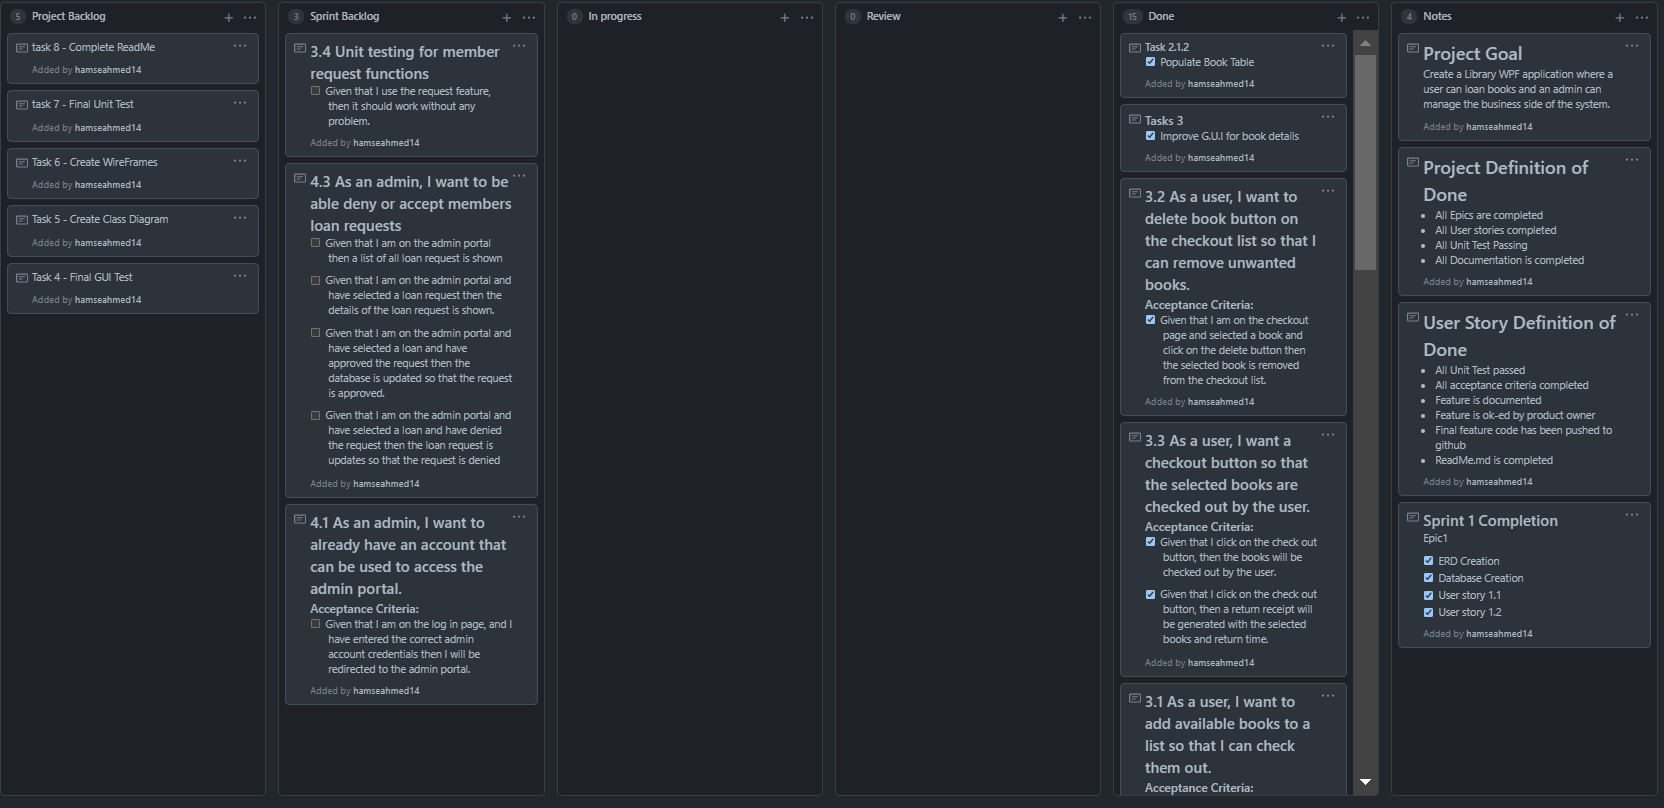 5 Project Backlog
task 8 - Complete ReadMe
Added by hamseahmed14
task 7 - Final Unit Test
Added by hamseahmed14
Task 6 - Create WireFrames
Added by hamseahmed14
Task 5 - Create Class Diagram
Added by hamseahmed14
Task 4 - Final GUI Test
Added by hamseahmed14
3 Sprint Backlog
3.4 Unit testing for member
request functions
Given that I use the request feature,
then it should work without any
problem.
Added by hamseahmed14
4.3 As an admin, I want to be
able deny or accept members
loan requests
Given that I am on the admin portal
then a list of all loan request is shown
Given that I am on the admin portal and
have selected a loan request then the
details of the loan request is shown.
Given that I am on the admin portal and
have selected a loan and have
approved the request then the
database is updated so that the request
is approved.
Given that I am on the admin portal and
have selected a loan and have denied
the request then the loan request is
updates so that the request is denied
Added by hamseahmed14
4.1 As an admin, I want to
already have an account that
can be used to access the
admin portal.
Acceptance Criteria:
Given that I am on the log in page, and I
have entered the correct admin
account credentials then I will be
redirected to the admin portal.
Added by hamseahmed14
0 In progress
0 Review
15 Done
Task 2.1.2
Populate Book Table
Added by hamseahmed14
Tasks 3
Improve G.U.I for book details
Added by hamseahmed14
3.2 As a user, I want to
delete book button on
the checkout list so that I
can remove unwanted
books.
Acceptance Criteria:
Given that I am on the checkout
page and selected a book and
click on the delete button then
the selected book is removed
from the checkout list.
Added by hamseahmed14
3.3 As a user, I want a
checkout button so that
the selected books are
checked out by the user.
Acceptance Criteria:
Given that I click on the check out
button, then the books will be
checked out by the user.
Given that I click on the check out
button, then a return receipt will
be generated with the selected
books and return time.
Added by hamseahmed14
3.1 As a user, I want to
add available books to a
list so that I can check
them out.
Acceptance Criteria:
4 Notes
Project Goal
Create a Library WPF application where a
user can loan books and an admin can
manage the business side of the system.
Added by hamseahmed14
Project Definition of
Done
All Epics are completed
All User stories completed
All Unit Test Passing
All Documentation is completed
Added by hamseahmed14
User Story Definition of
Done
All Unit Test passed
All acceptance criteria completed
Feature is documented
Feature is ok-ed by product owner
Final feature code has been pushed to
github
ReadMe.md is completed
Added by hamseahmed14
Sprint 1 Completion
Epic1
ERD Creation
Database Creation
User story 1.1
User story 1.2
Added by hamseahmed14